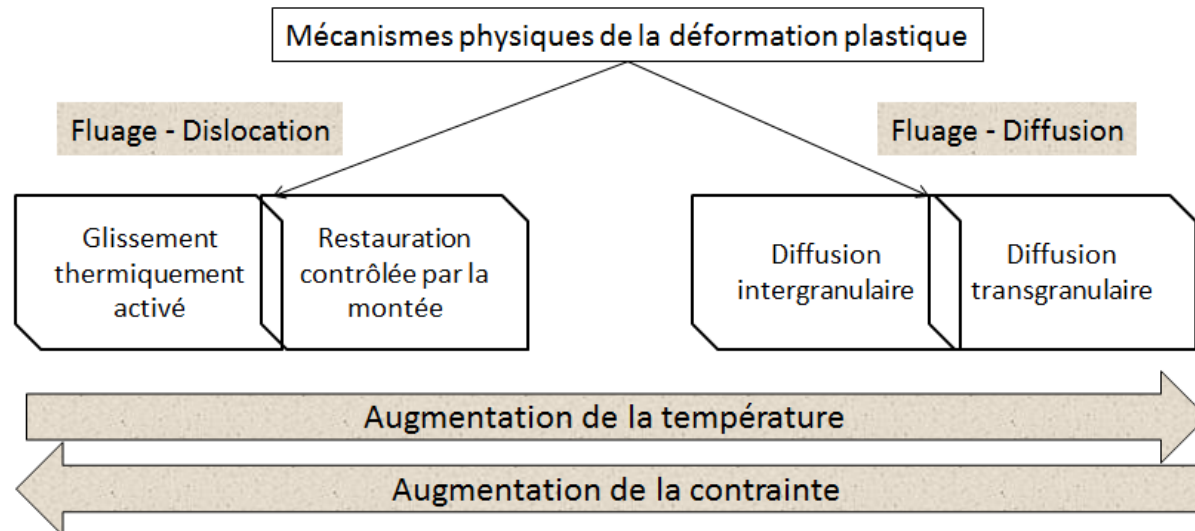 Mécanismes physiques de la déformation plastique
Fluage - Dislocation
Fluage - Diffusion
Glissement
thermiquement
activé
Restauration
contrôlée par la
montée
Diffusion
intergranulaire
Diffusion
transgranulaire
Augmentation de la température
Augmentation de la contrainte